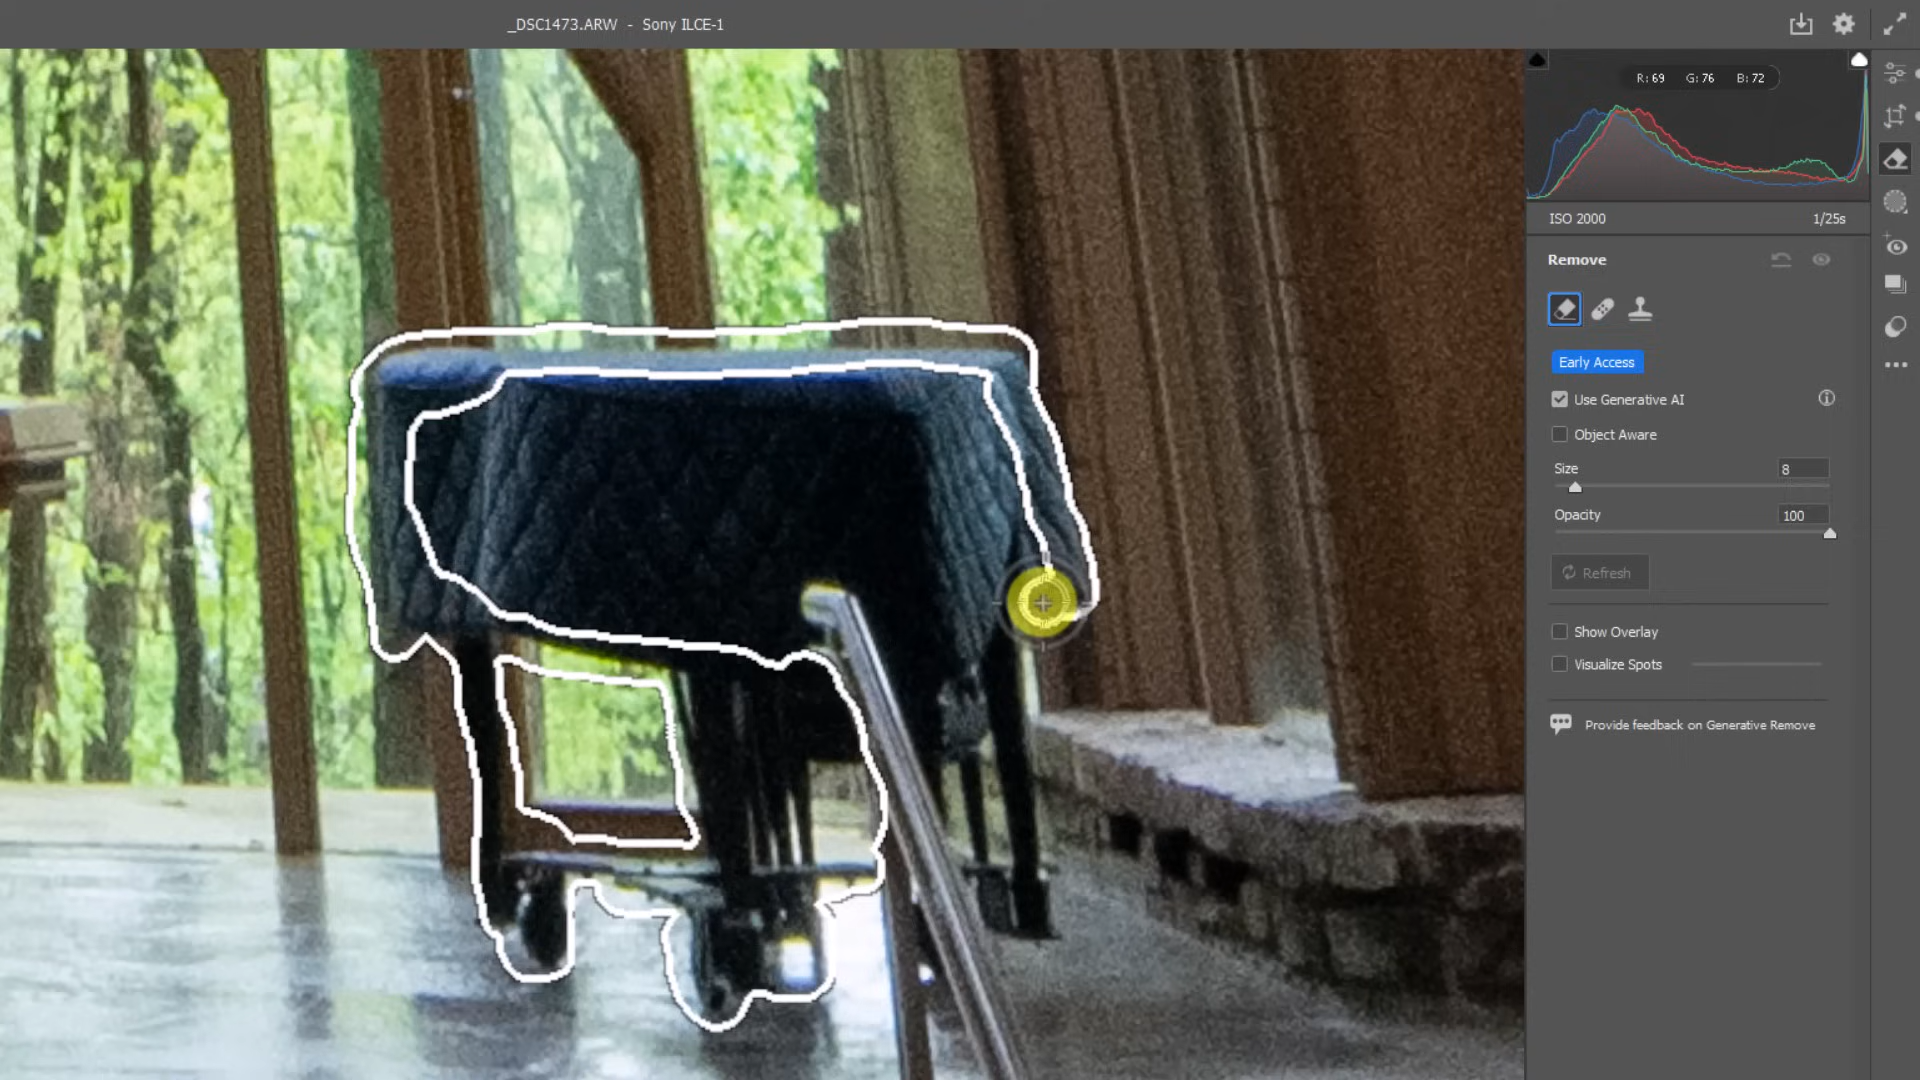 _DSC1473.ARW - Sony ILCE-1
R: 69 G: 76 B: 72
ISO 2000 1/25s
Remove
Early Access
Use Generative AI
Object Aware
Size 8
Opacity 100
Refresh
Show Overlay
Visualize Spots
Provide feedback on Generative Remove